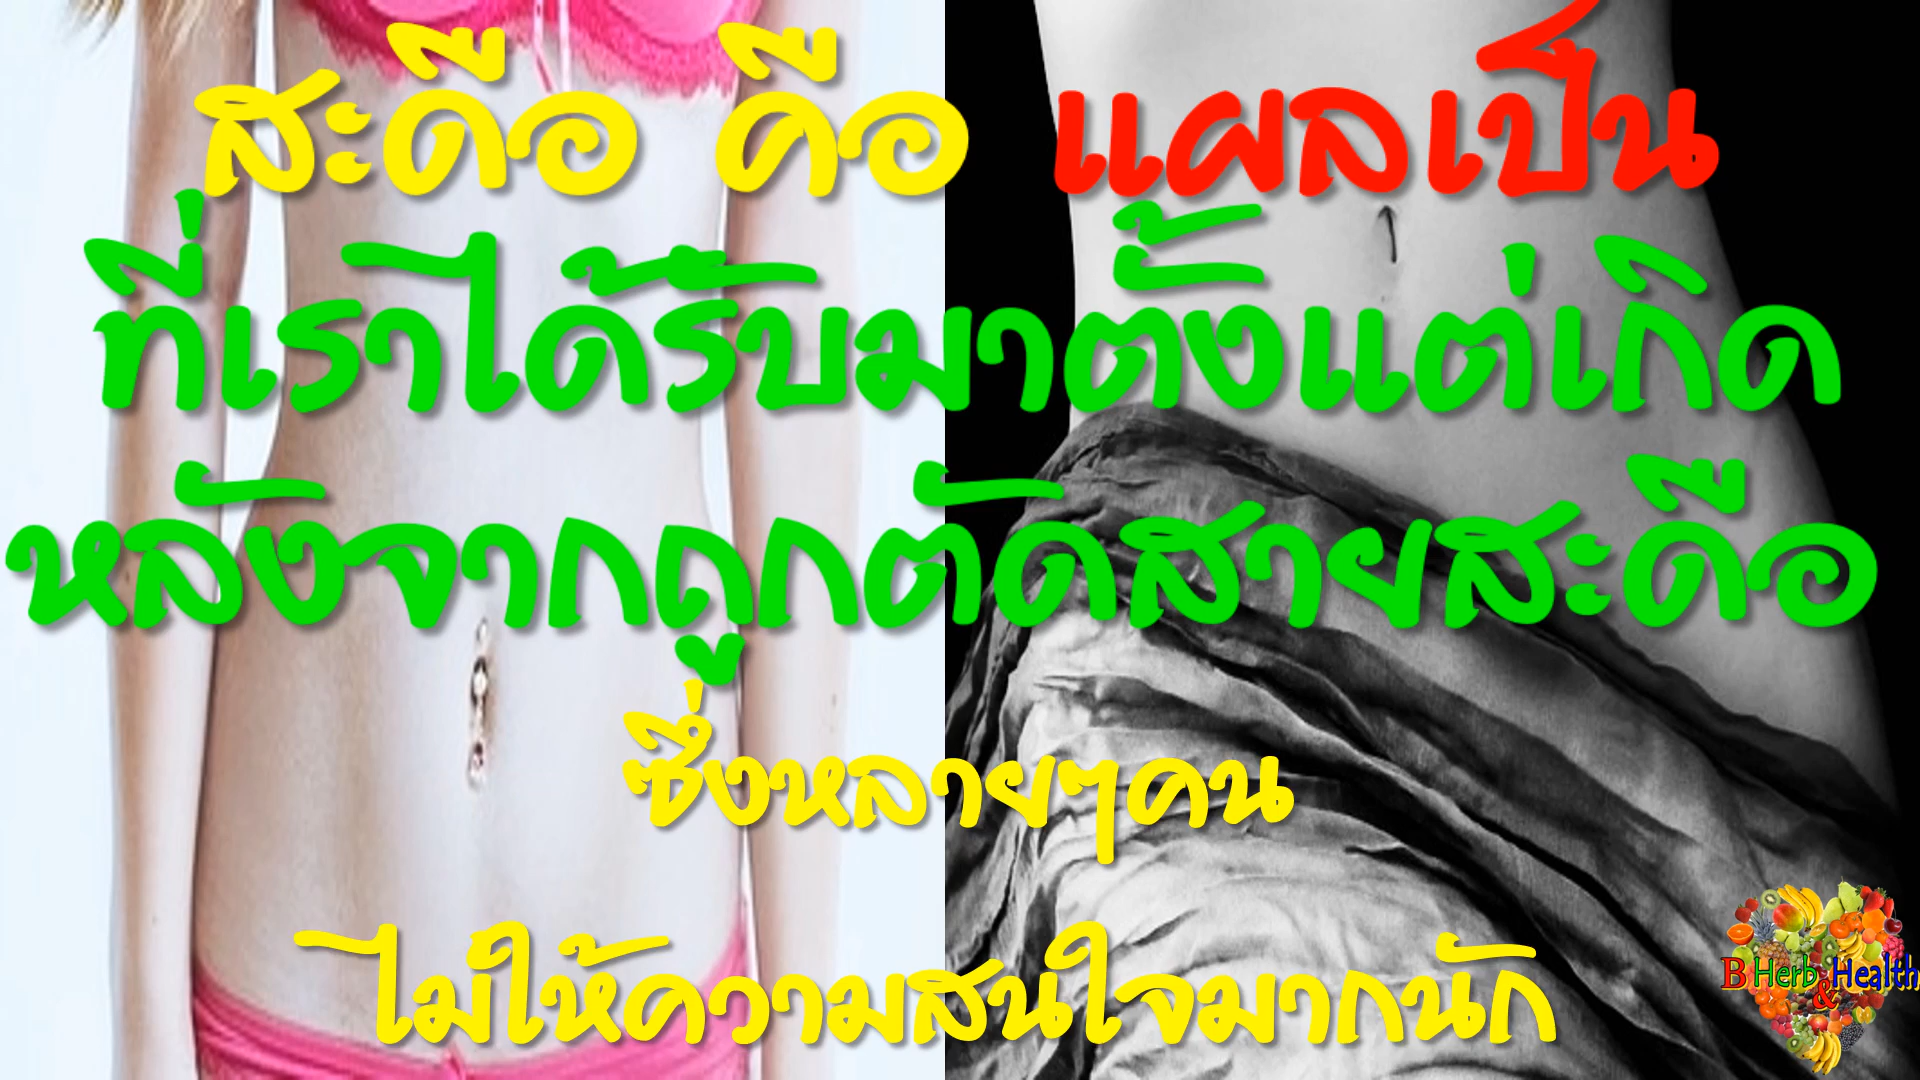 สะดือ คือ แผลเป็น
ที่เราได้รับมาตั้งแต่เกิด
หลังจากถูกตัดสายสะดือ
ซึ่งหลายๆคน
ไม่ให้ความสนใจมากนัก
B Herb & Health